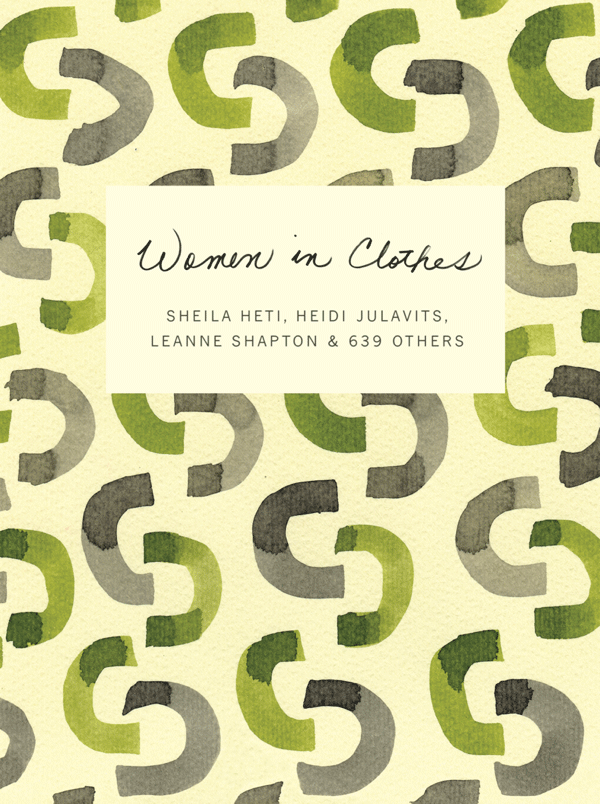 Women in Clothes
SHEILA HETI, HEIDI JULAVITS,
LEANNE SHAPTON & 639 OTHERS